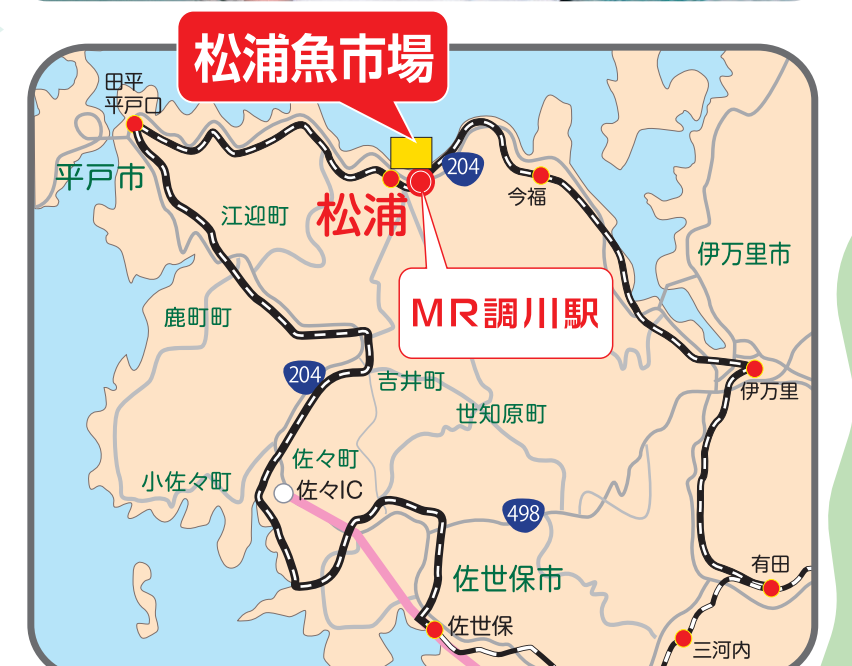 松浦魚市場
田平
平戸口
平戸市
204
今福
江迎町
松浦
伊万里市
MR調川駅
鹿町町
204
吉井町
伊万里
世知原町
佐々町
小佐々町
佐々IC
498
有田
佐世保市
佐世保
三河内